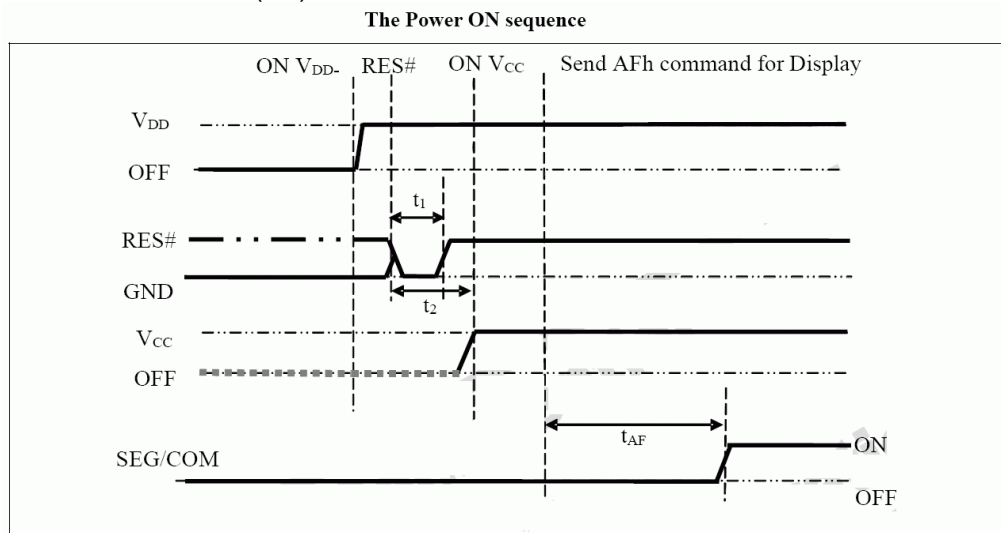 The Power ON sequence
ON VDD- RES# ON VCC Send AFh command for Display
VDD
OFF
t1
RES#
GND
t2
VCC
OFF
tAF
ON
SEG/COM
OFF